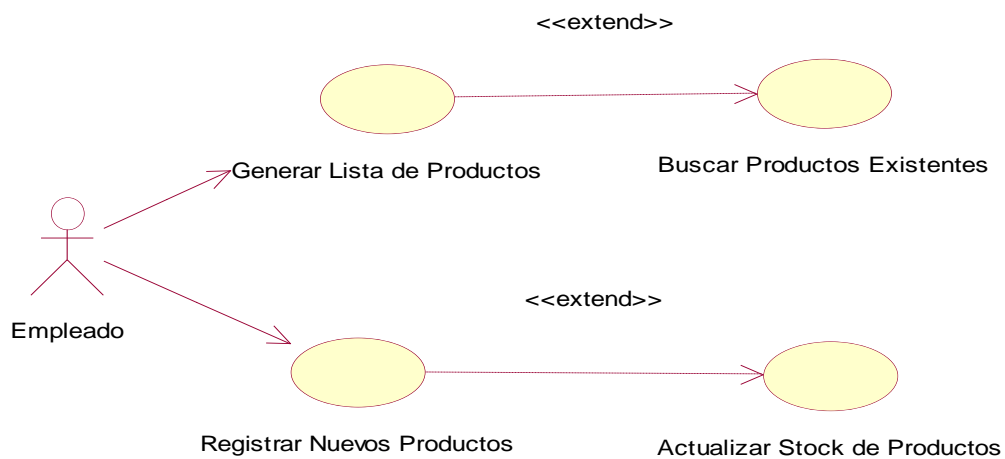 <<extend>>
Generar Lista de Productos
Buscar Productos Existentes
Empleado
<<extend>>
Registrar Nuevos Productos
Actualizar Stock de Productos